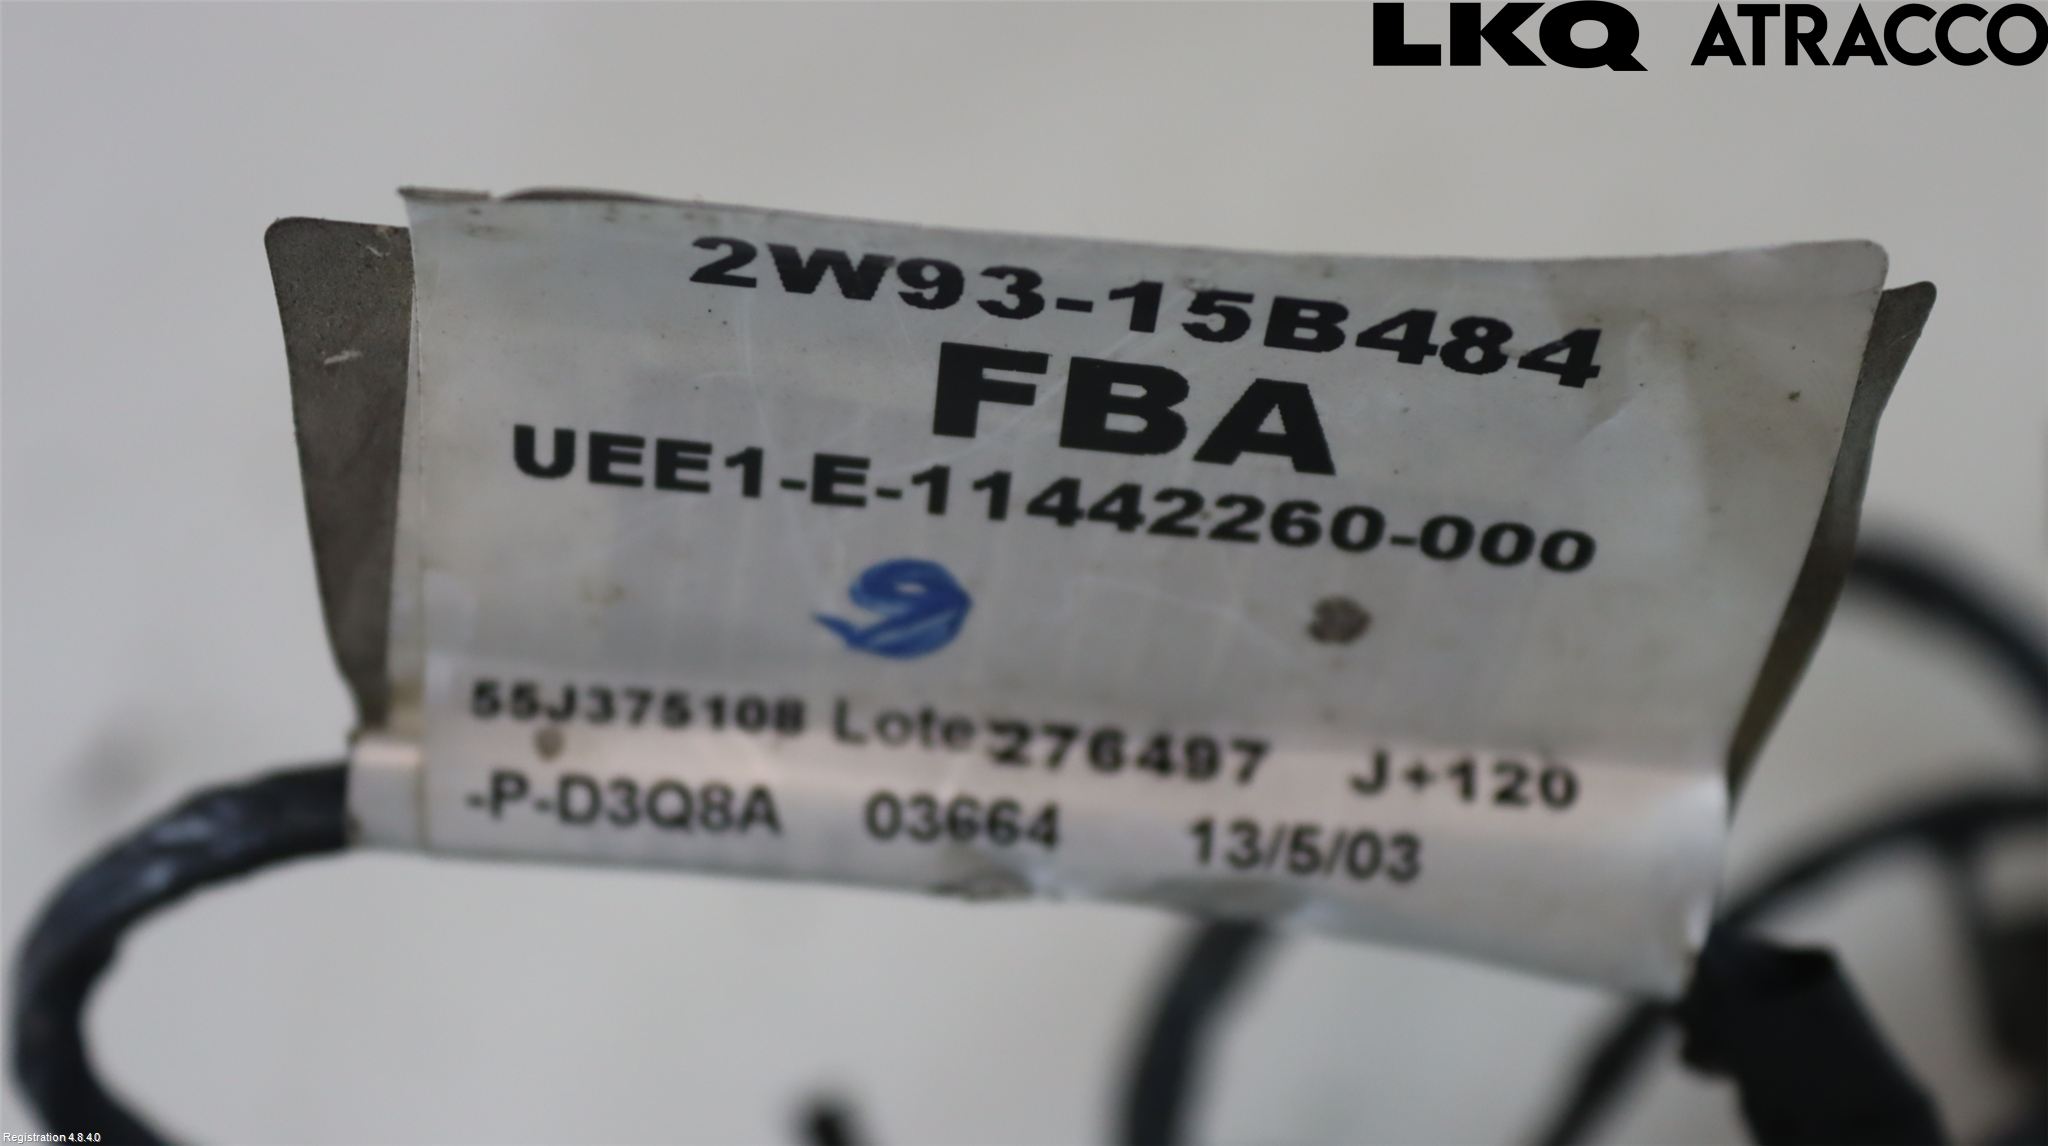 LKQ ATRACCO
2W93-15B484
FBA
UEE1-E-11442260-000
9
55J375108 Lote:276497 J+120
-P-D3Q8A 03664 13/5/03
Registration 4.8.4.0